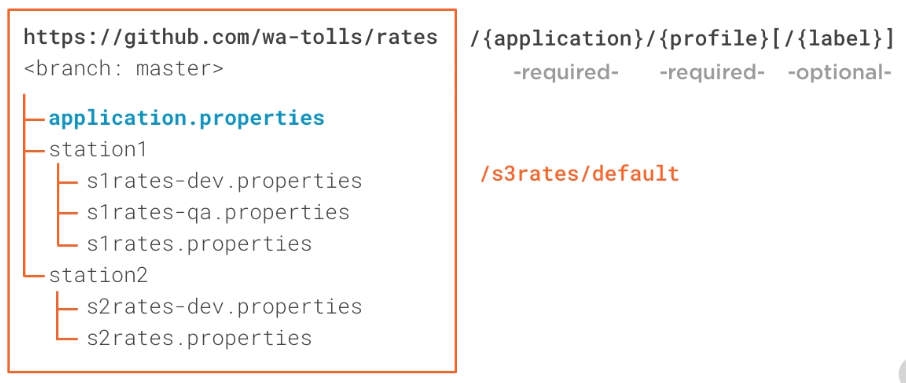 https://github.com/wa-tolls/rates
<branch: master>
application.properties
station1
s1rates-dev.properties
s1rates-qa.properties
s1rates.properties
station2
s2rates-dev.properties
s2rates.properties
/{application}/{profile}[/{label}]
-required- -required- -optional-
/s3rates/default